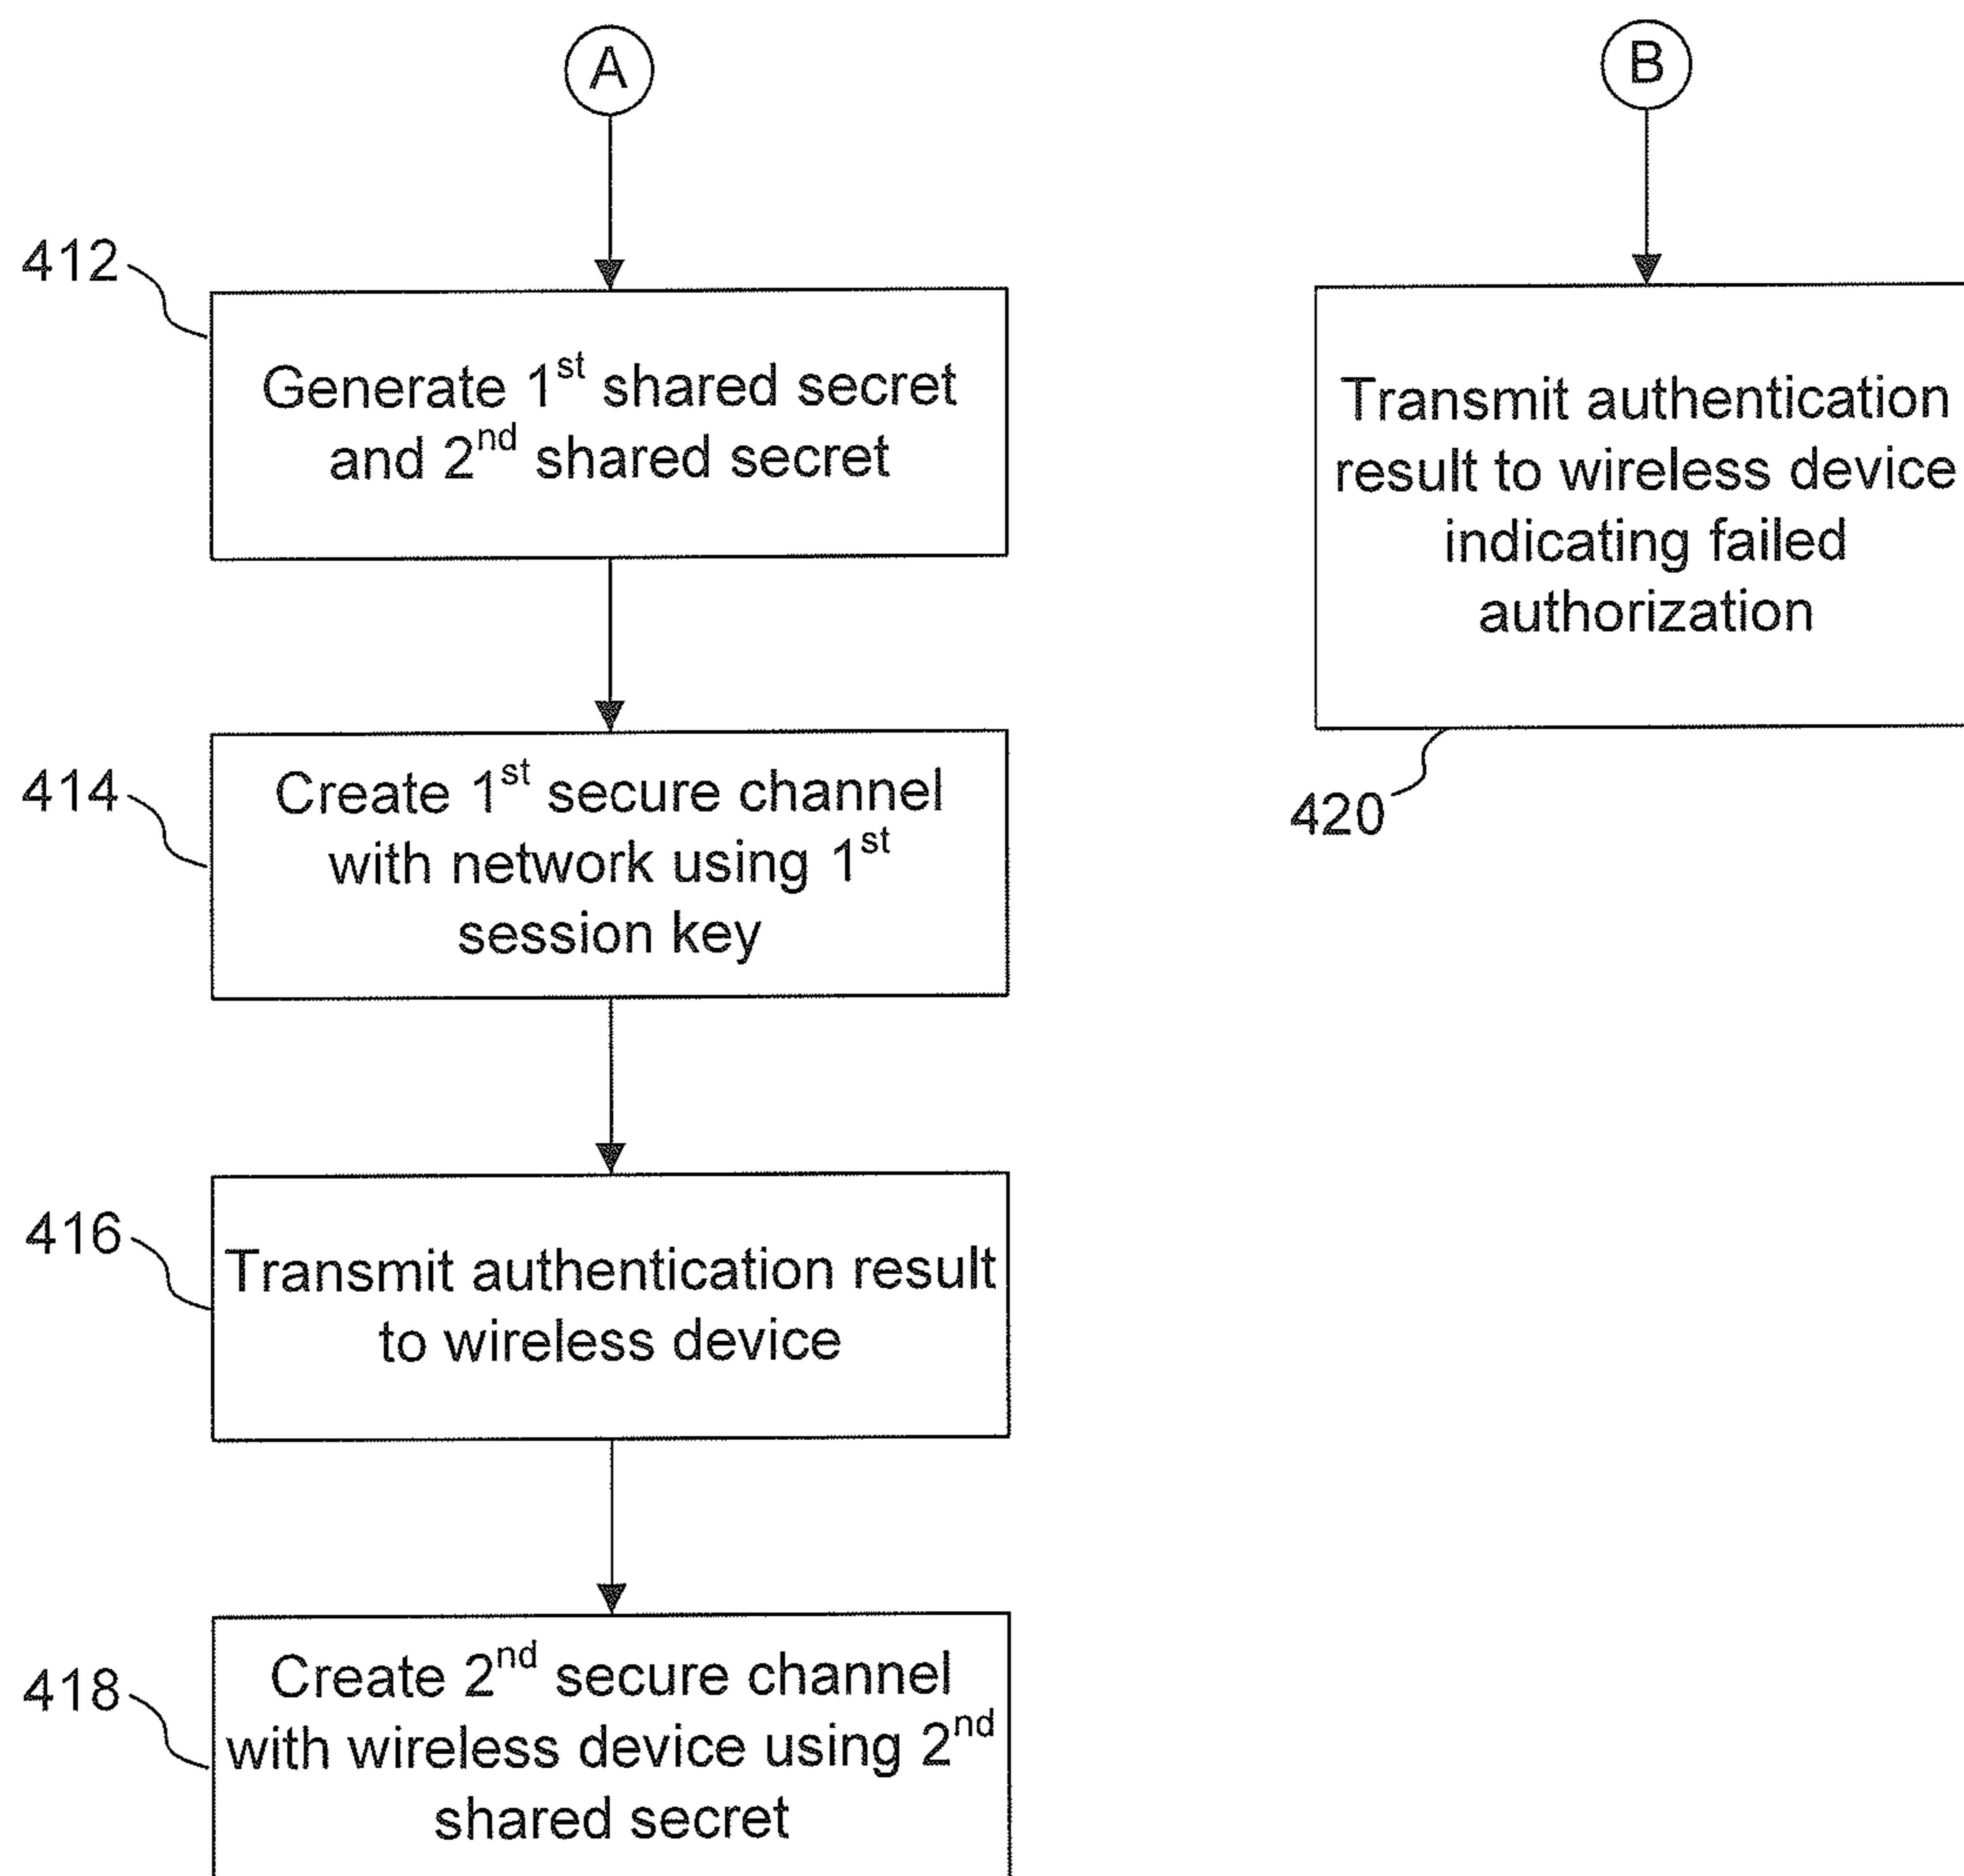 A
412
Generate 1st shared secret
and 2nd shared secret
414
Create 1st secure channel
with network using 1st
session key
416
Transmit authentication result
to wireless device
418
Create 2nd secure channel
with wireless device using 2nd
shared secret
B
Transmit authentication
result to wireless device
indicating failed
authorization
420